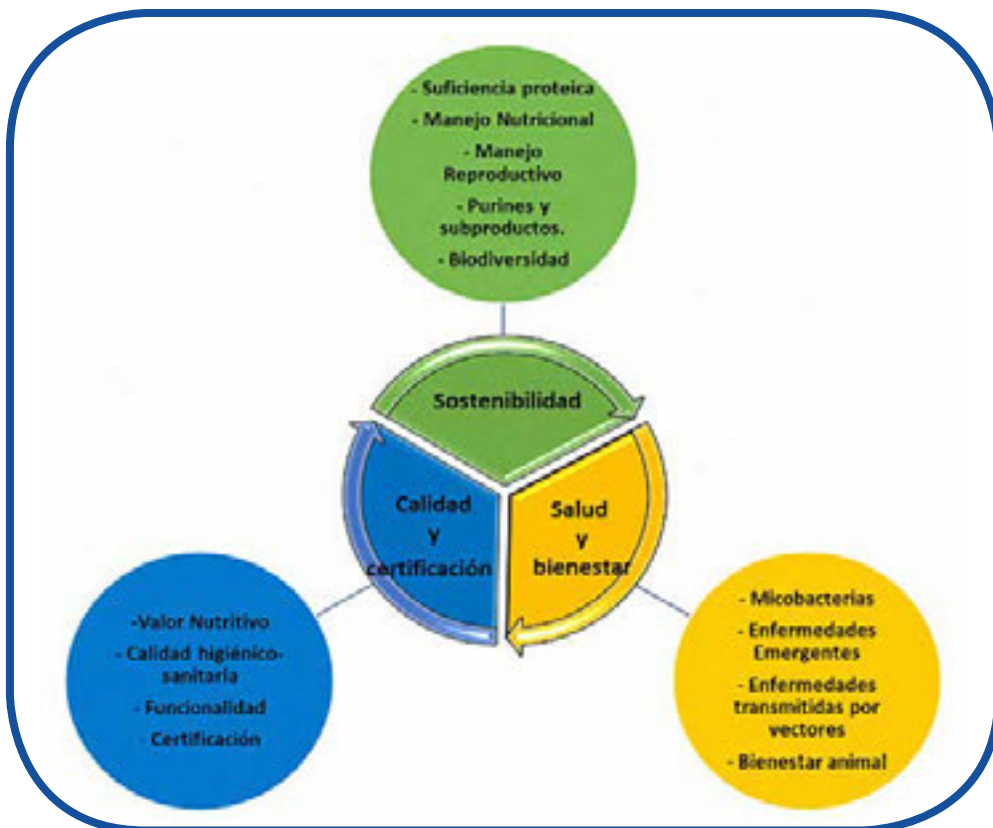 - Suficiencia proteica
- Manejo Nutricional
- Manejo
Reproductivo
- Purines y
subproductos.
- Biodiversidad
Sostenibilidad
Calidad
y
certificación
Salud
y
bienestar
-Valor Nutritivo
- Calidad higiénico-
sanitaria
- Funcionalidad
- Certificación
- Micobacterias
- Enfermedades
Emergentes
- Enfermedades
transmitidas por
vectores
- Bienestar animal